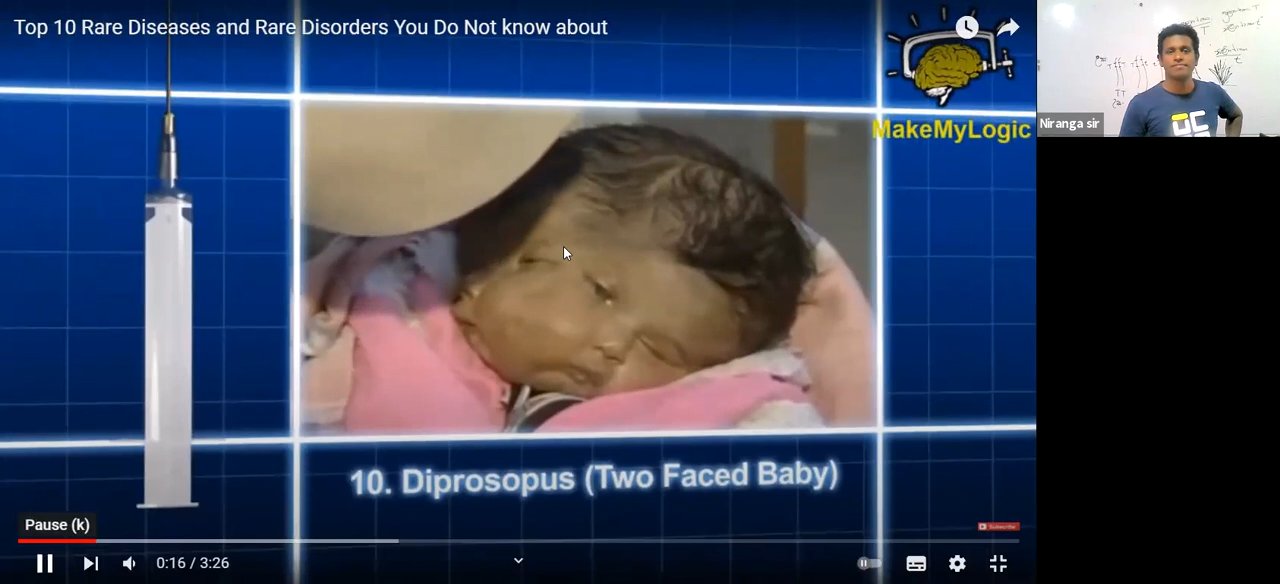 Top 10 Rare Diseases and Rare Disorders You Do Not know about
MakeMyLogic
Niranga sir
10. Diprosopus (Two Faced Baby)
Subscribe
Pause (k)
0:16 / 3:26